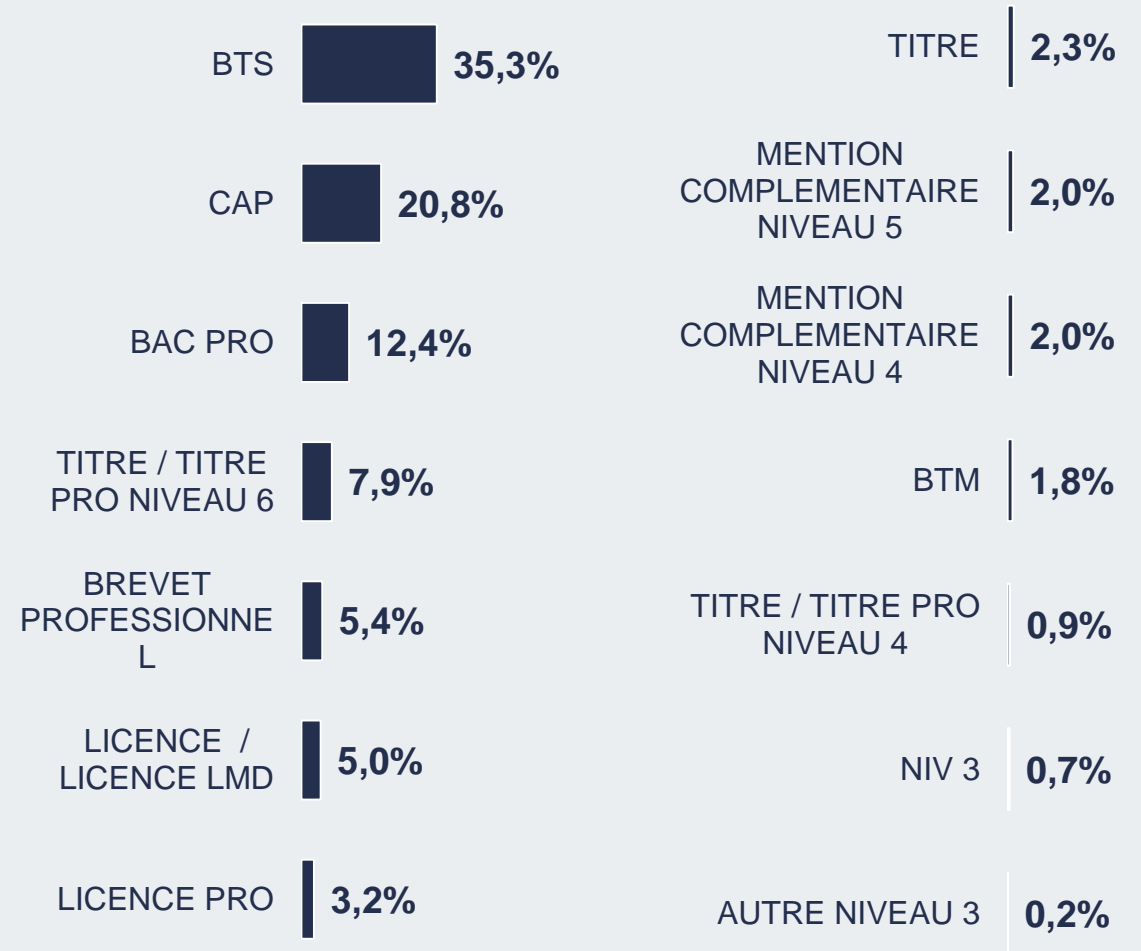 BTS
35,3%
CAP
20,8%
BAC PRO
12,4%
TITRE / TITRE
PRO NIVEAU 6
7,9%
BREVET
PROFESSIONNE
L
5,4%
LICENCE  /
LICENCE LMD
5,0%
LICENCE PRO
3,2%
TITRE
2,3%
MENTION
COMPLEMENTAIRE
NIVEAU 5
2,0%
MENTION
COMPLEMENTAIRE
NIVEAU 4
2,0%
BTM
1,8%
TITRE / TITRE PRO
NIVEAU 4
0,9%
NIV 3
0,7%
AUTRE NIVEAU 3
0,2%